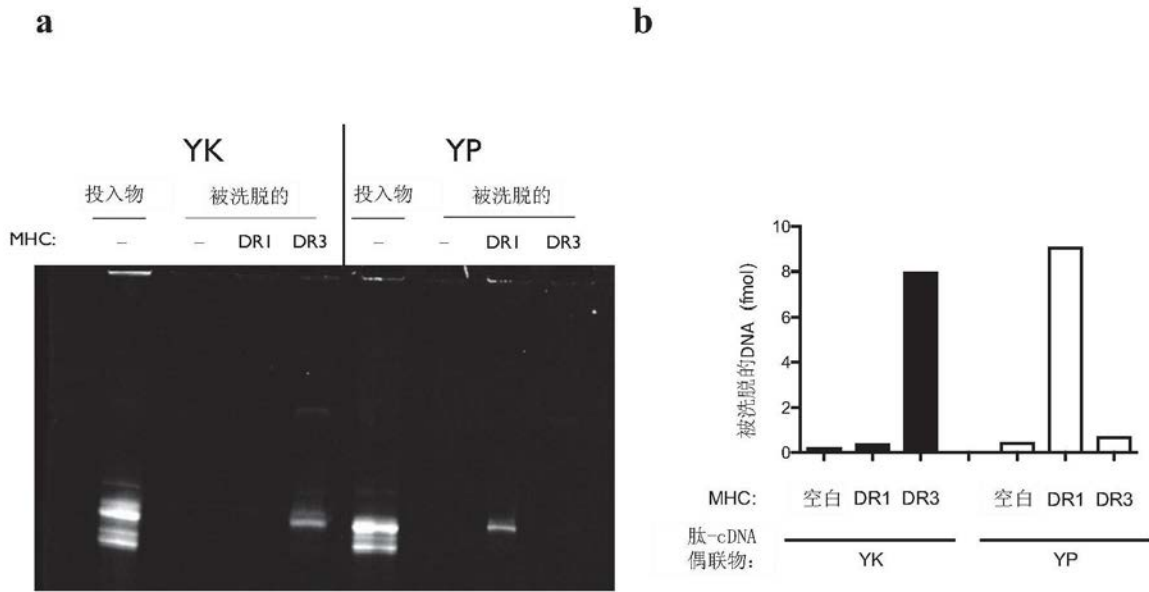 a
YK YP
投入物 被洗脱的 投入物 被洗脱的
MHC: – – DR1 DR3 – – DR1 DR3
b
被洗脱的DNA (fmol)
10
8
6
4
2
0
MHC: 空白 DR1 DR3 空白 DR1 DR3
肽-cDNA
偶联物:
YK YP